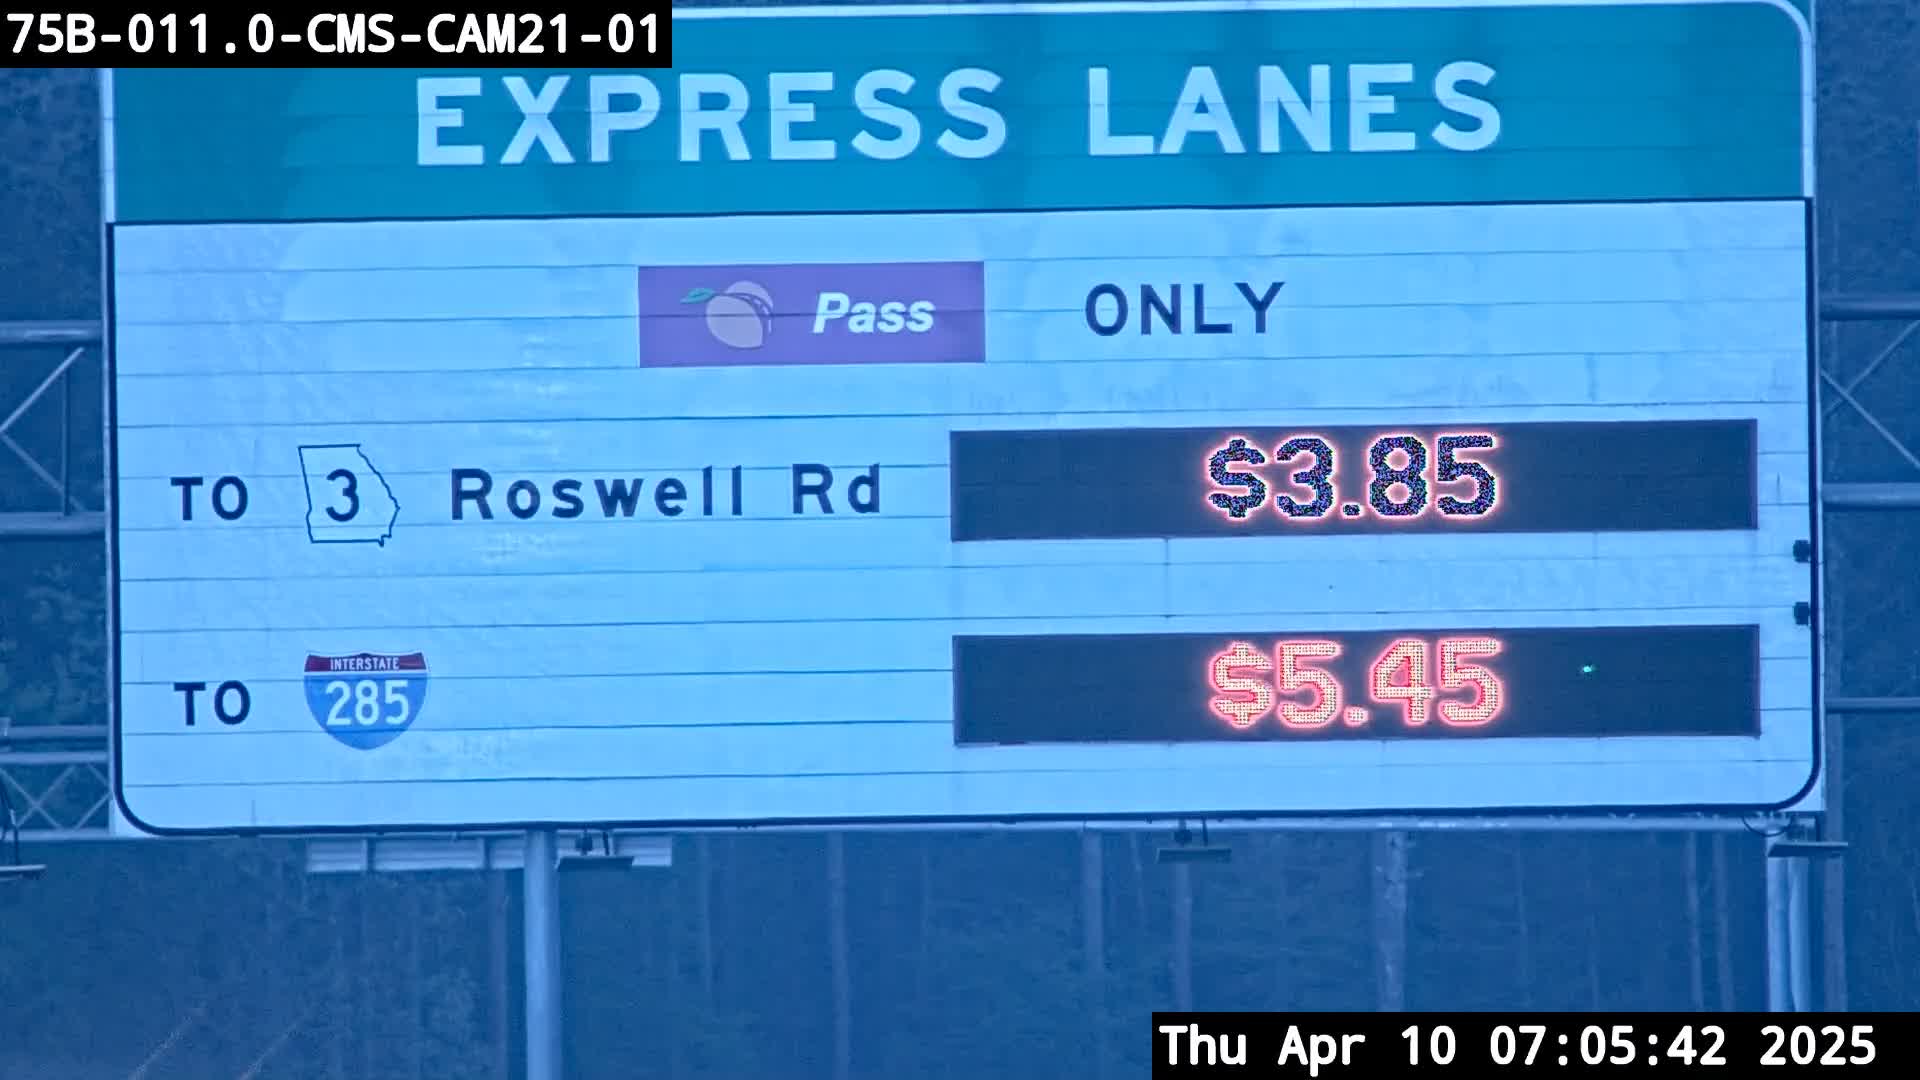 75B-011.0-CMS-CAM21-01
EXPRESS LANES
Pass ONLY
TO 3 Roswell Rd $3.85
TO INTERSTATE 285 $5.45
Thu Apr 10 07:05:42 2025